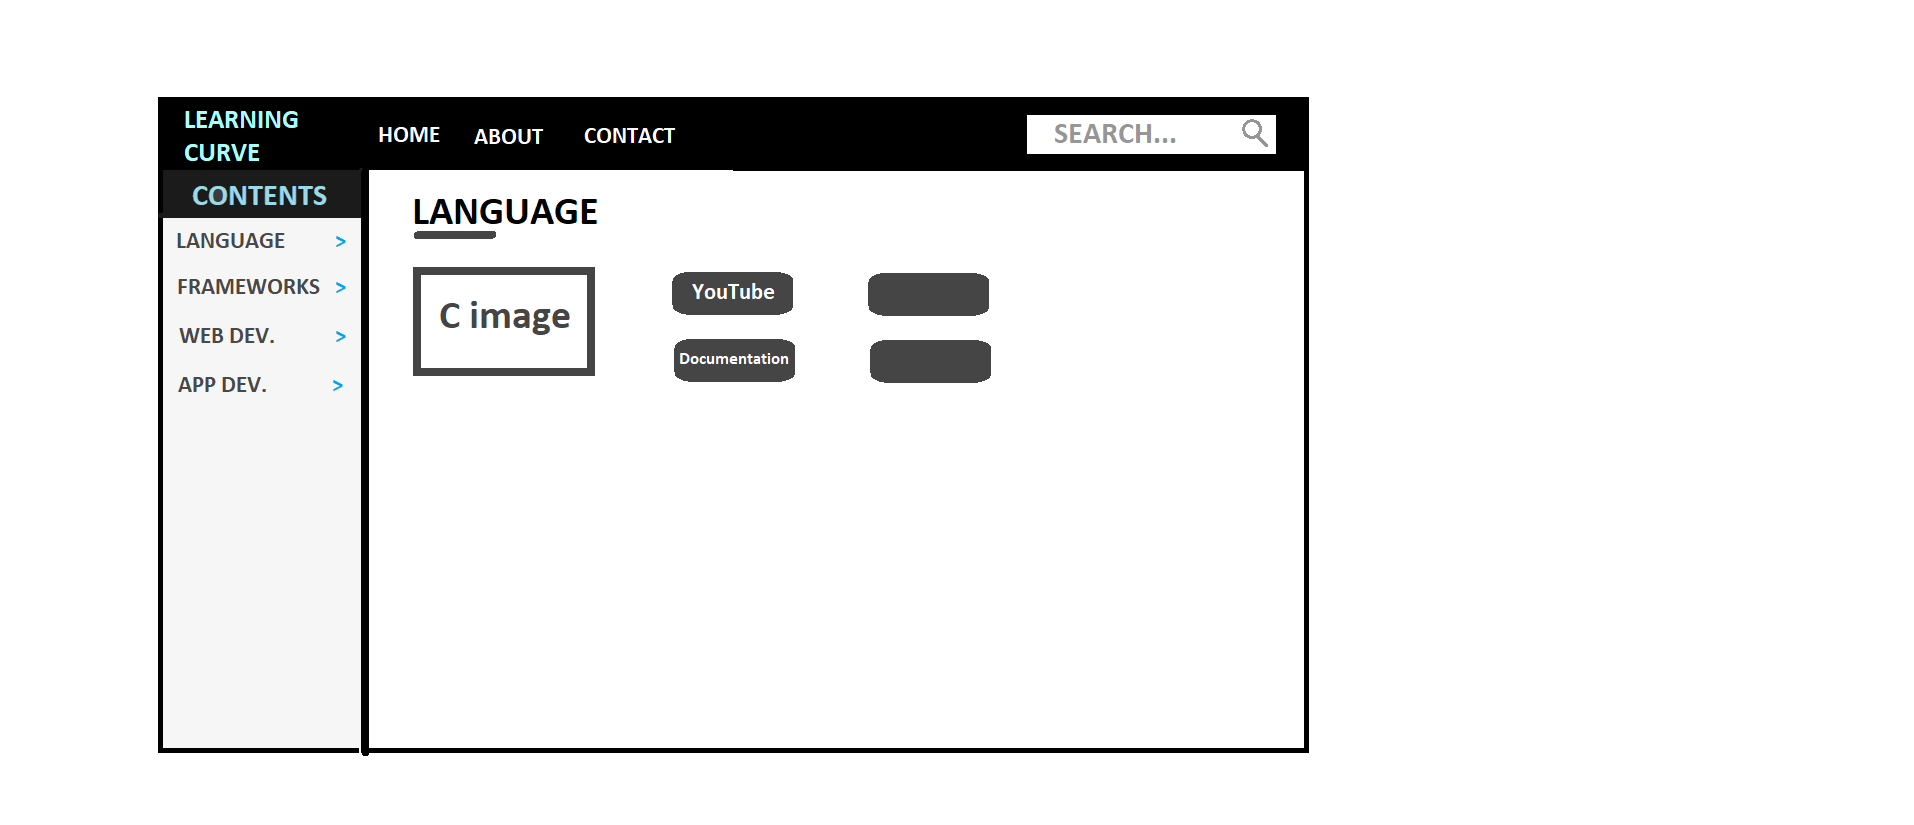 LEARNING
CURVE
HOME ABOUT CONTACT
SEARCH...
CONTENTS
LANGUAGE >
FRAMEWORKS >
WEB DEV. >
APP DEV. >
LANGUAGE
C image
YouTube
Documentation